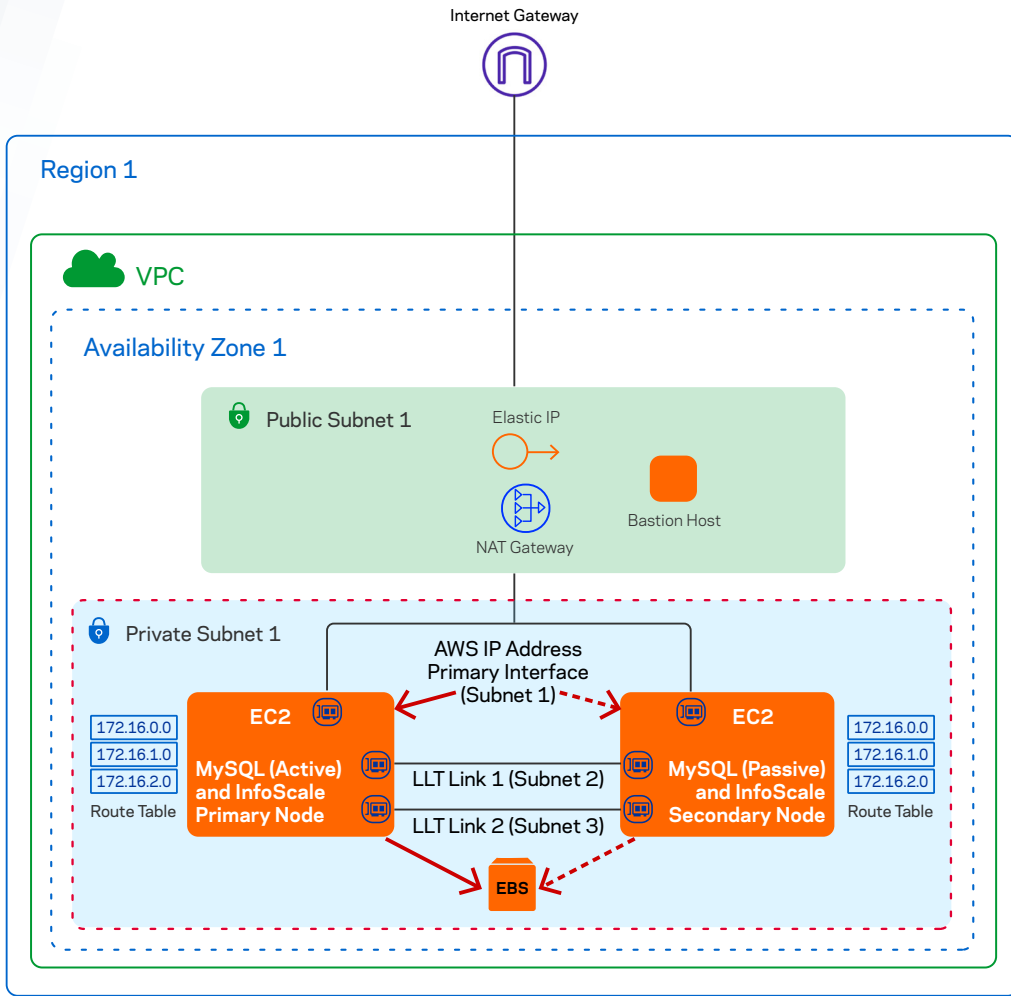 Internet Gateway
Region 1
VPC
Availability Zone 1
Public Subnet 1
Elastic IP
NAT Gateway
Bastion Host
Private Subnet 1
AWS IP Address
Primary Interface
(Subnet 1)
172.16.0.0
172.16.1.0
172.16.2.0
Route Table
EC2
MySQL (Active)
and InfoScale
Primary Node
LLT Link 1 (Subnet 2)
LLT Link 2 (Subnet 3)
EC2
MySQL (Passive)
and InfoScale
Secondary Node
172.16.0.0
172.16.1.0
172.16.2.0
Route Table
EBS